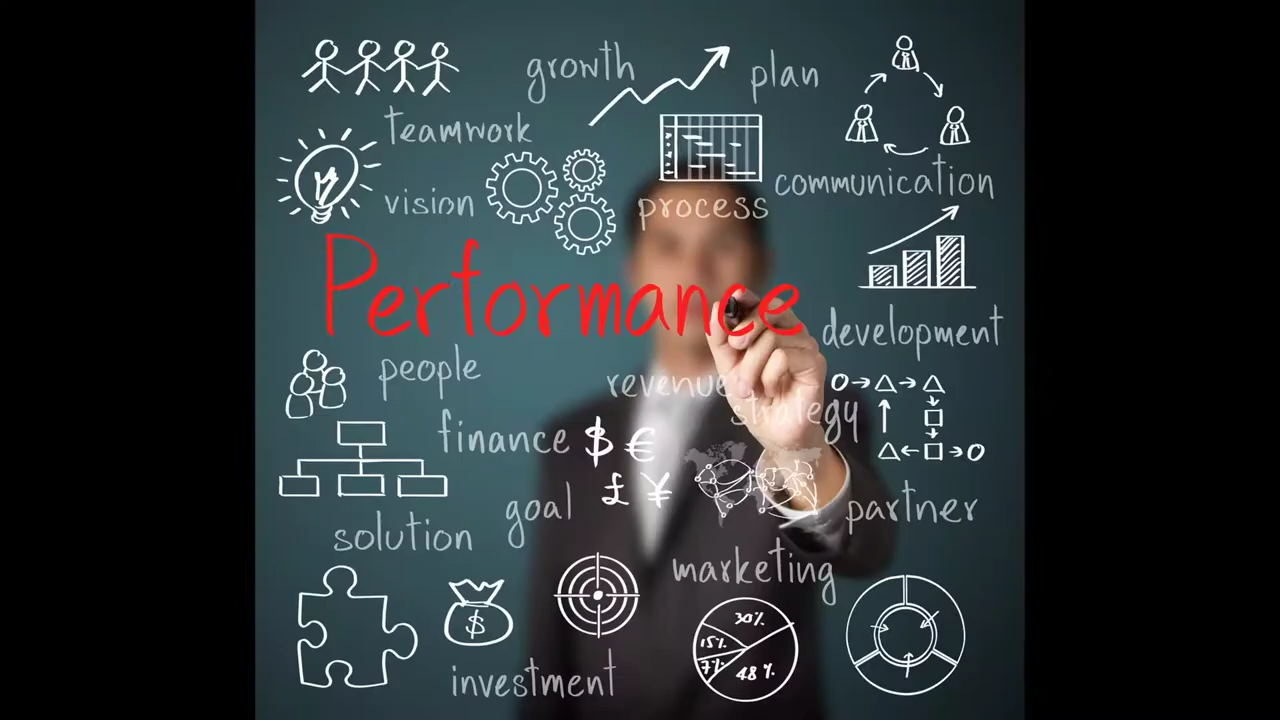 growth
plan
teamwork
communication
vision
process
Performance
development
people
revenue
strategy
finance
$ €
£ ¥
goal
partner
solution
marketing
30%
15%
7%
48%
$
investment